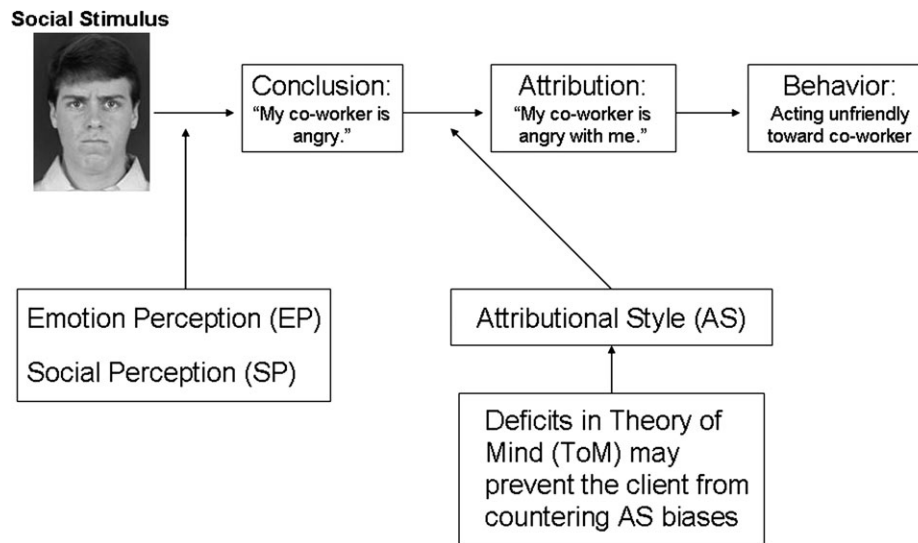 Social Stimulus
Conclusion:
“My co-worker is
angry.”
Attribution:
“My co-worker is
angry with me.”
Behavior:
Acting unfriendly
toward co-worker
Emotion Perception (EP)
Social Perception (SP)
Attributional Style (AS)
Deficits in Theory of
Mind (ToM) may
prevent the client from
countering AS biases